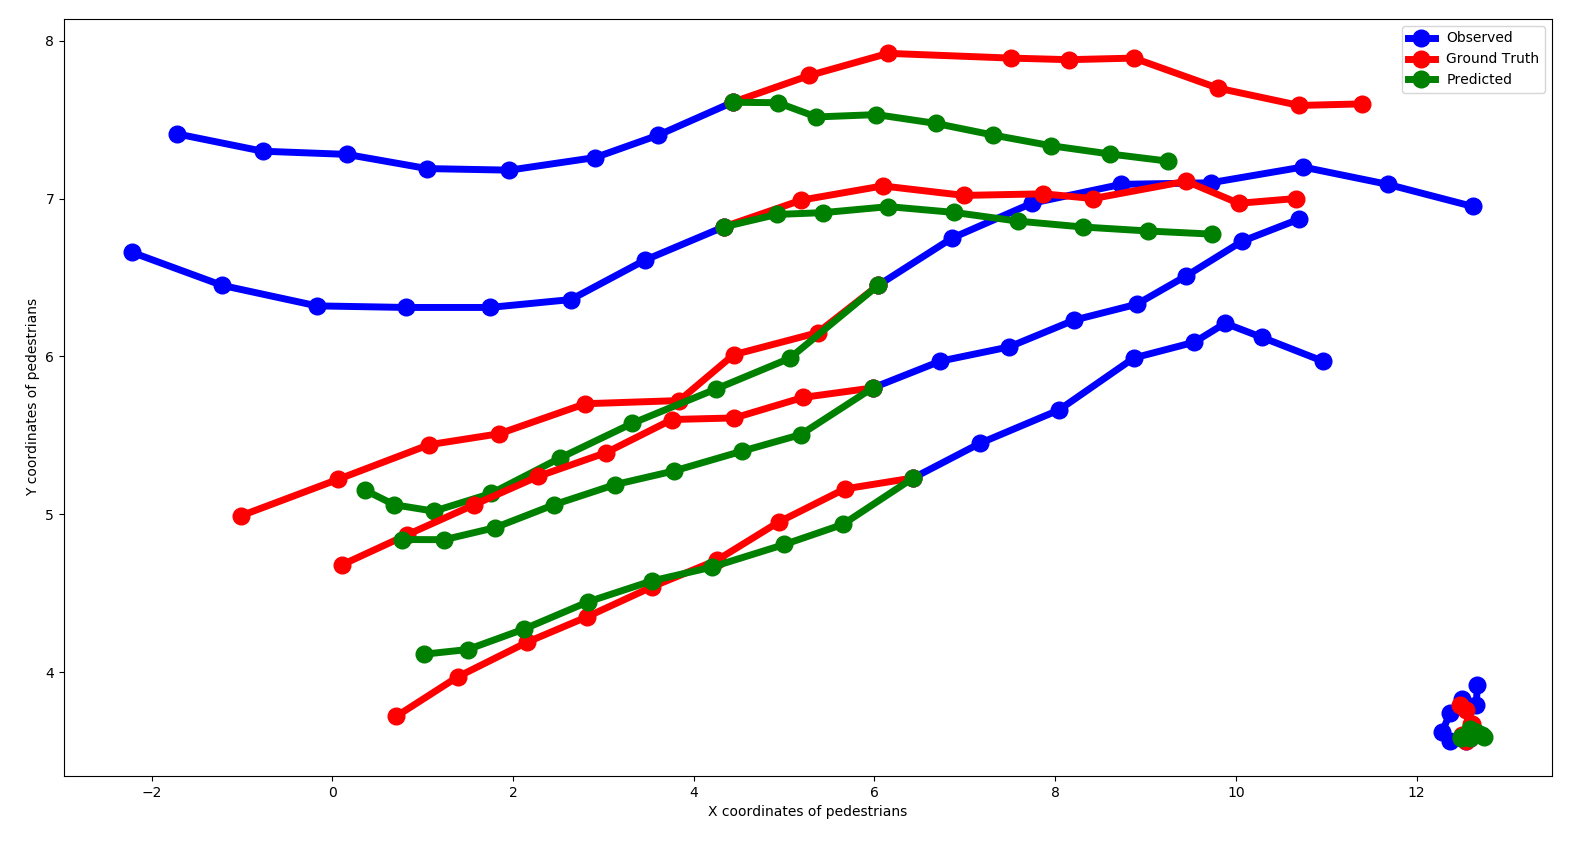 Observed
Ground Truth
Predicted
8
7
6
5
4
Y coordinates of pedestrians
−2
0
2
4
6
8
10
12
X coordinates of pedestrians